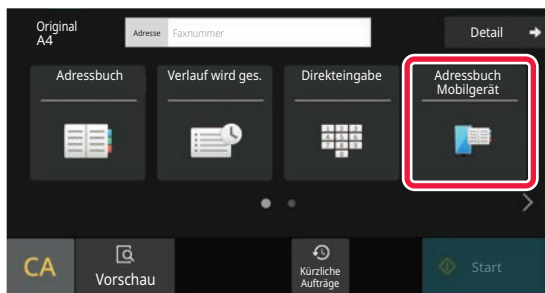 Original
A4
Adresse Faxnummer
Detail
Adressbuch
Verlauf wird ges.
Direkteingabe
Adressbuch
Mobilgerät
CA
Vorschau
Kürzliche
Aufträge
Start